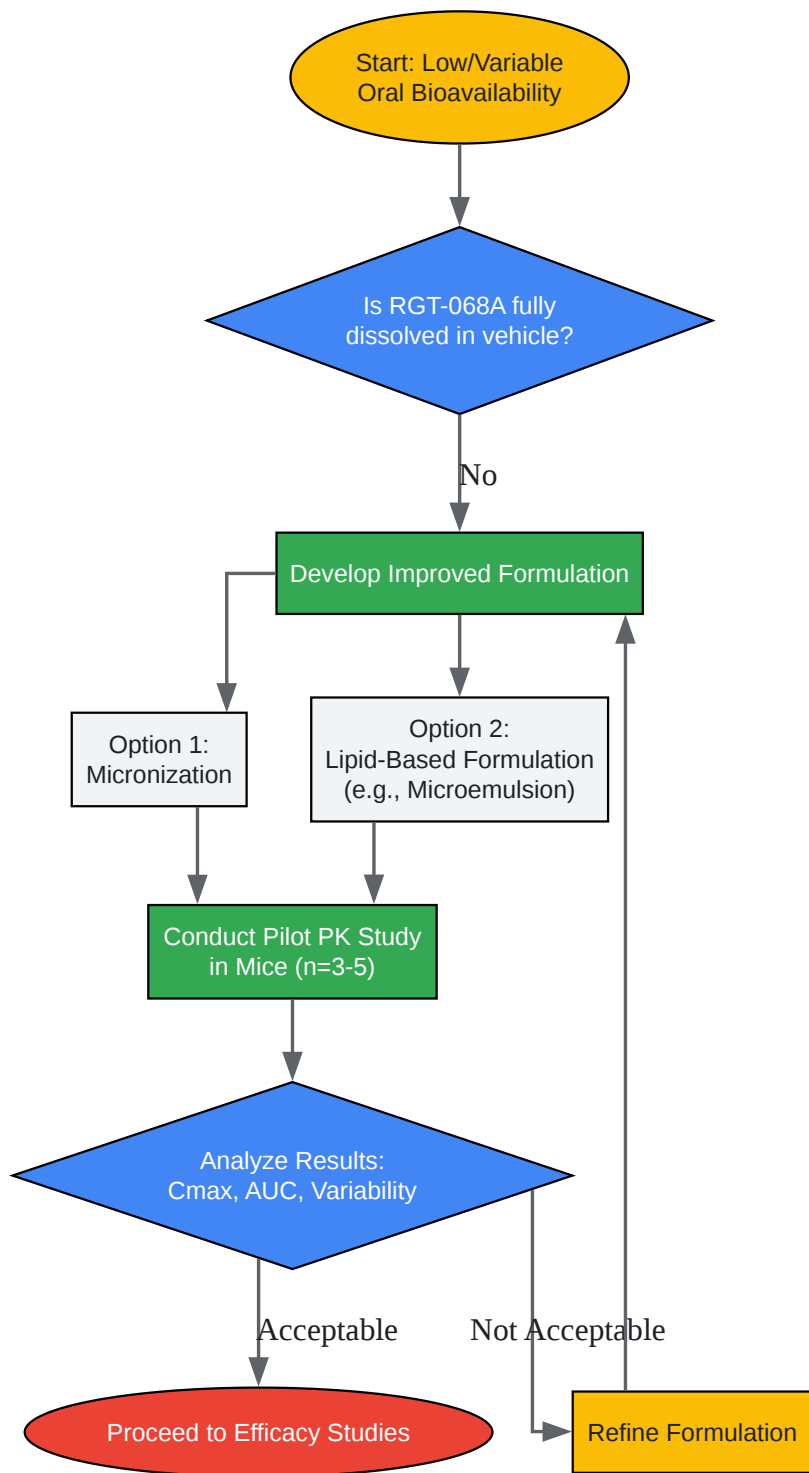 Start: Low/Variable
Oral Bioavailability
Is RGT-068A fully
dissolved in vehicle?
No
Develop Improved Formulation
Option 1:
Micronization
Option 2:
Lipid-Based Formulation
(e.g., Microemulsion)
Conduct Pilot PK Study
in Mice (n=3-5)
Analyze Results:
Cmax, AUC, Variability
Acceptable
Not Acceptable
Proceed to Efficacy Studies
Refine Formulation